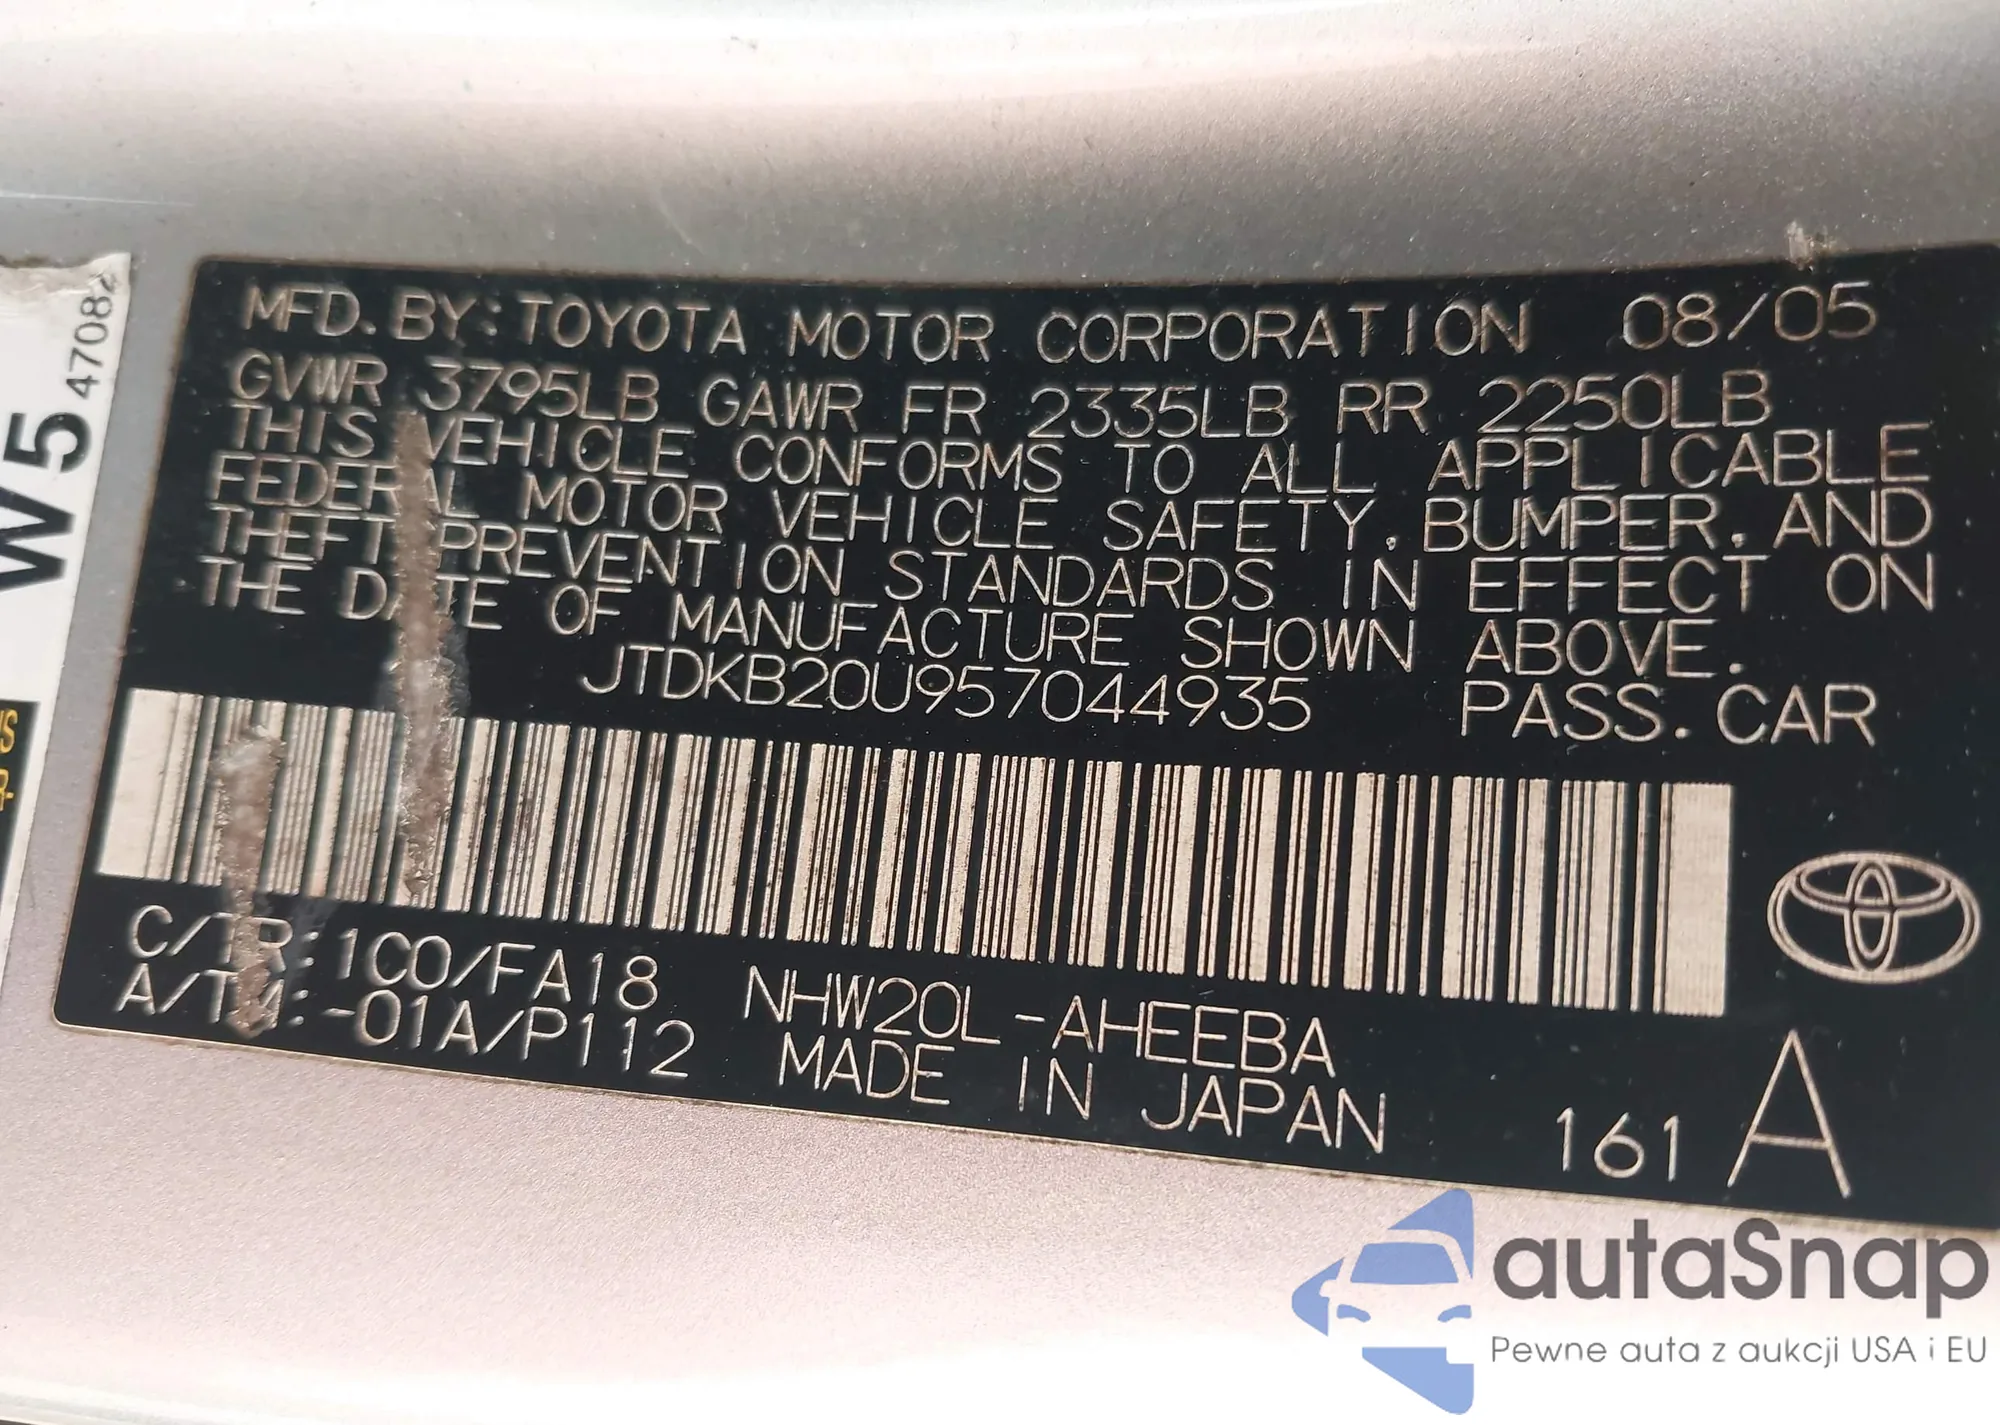 MFD. BY: TOYOTA MOTOR CORPORATION 08/05
GVWR 3795LB GAWR FR 2335LB RR 2250LB
THIS VEHICLE CONFORMS TO ALL APPLICABLE
FEDERAL MOTOR VEHICLE SAFETY, BUMPER, AND
THEFT PREVENTION STANDARDS IN EFFECT ON
THE DATE OF MANUFACTURE SHOWN ABOVE.
JTDKB20U957044935 PASS. CAR
C/TR: 1C0/FA18 NHW20L-AHEEBA
A/TM: -01A/P112 MADE IN JAPAN
161 A
W5
autaSnap
Pewne auta z aukcji USA i EU